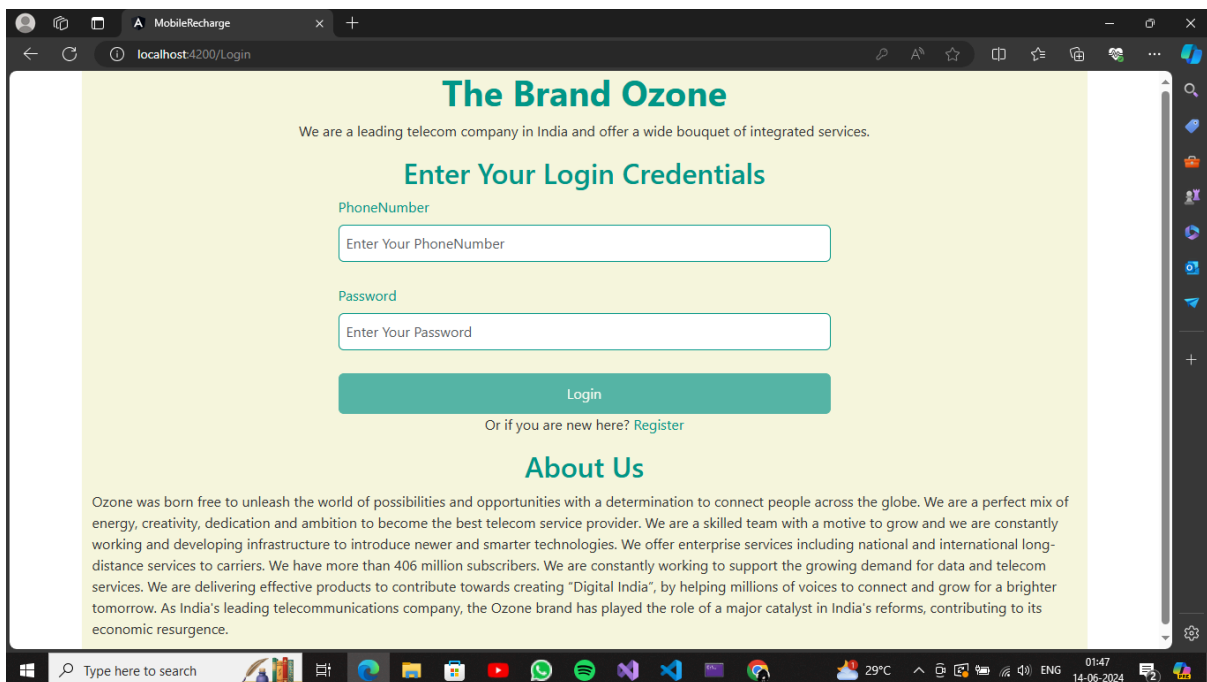 MobileRecharge
localhost:4200/Login
The Brand Ozone
We are a leading telecom company in India and offer a wide bouquet of integrated services.
Enter Your Login Credentials
PhoneNumber
Enter Your PhoneNumber
Password
Enter Your Password
Login
Or if you are new here? Register
About Us
Ozone was born free to unleash the world of possibilities and opportunities with a determination to connect people across the globe. We are a perfect mix of
energy, creativity, dedication and ambition to become the best telecom service provider. We are a skilled team with a motive to grow and we are constantly
working and developing infrastructure to introduce newer and smarter technologies. We offer enterprise services including national and international long-
distance services to carriers. We have more than 406 million subscribers. We are constantly working to support the growing demand for data and telecom
services. We are delivering effective products to contribute towards creating “Digital India”, by helping millions of voices to connect and grow for a brighter
tomorrow. As India's leading telecommunications company, the Ozone brand has played the role of a major catalyst in India's reforms, contributing to its
economic resurgence.
Type here to search
29°C
ENG
01:47
14-06-2024
2